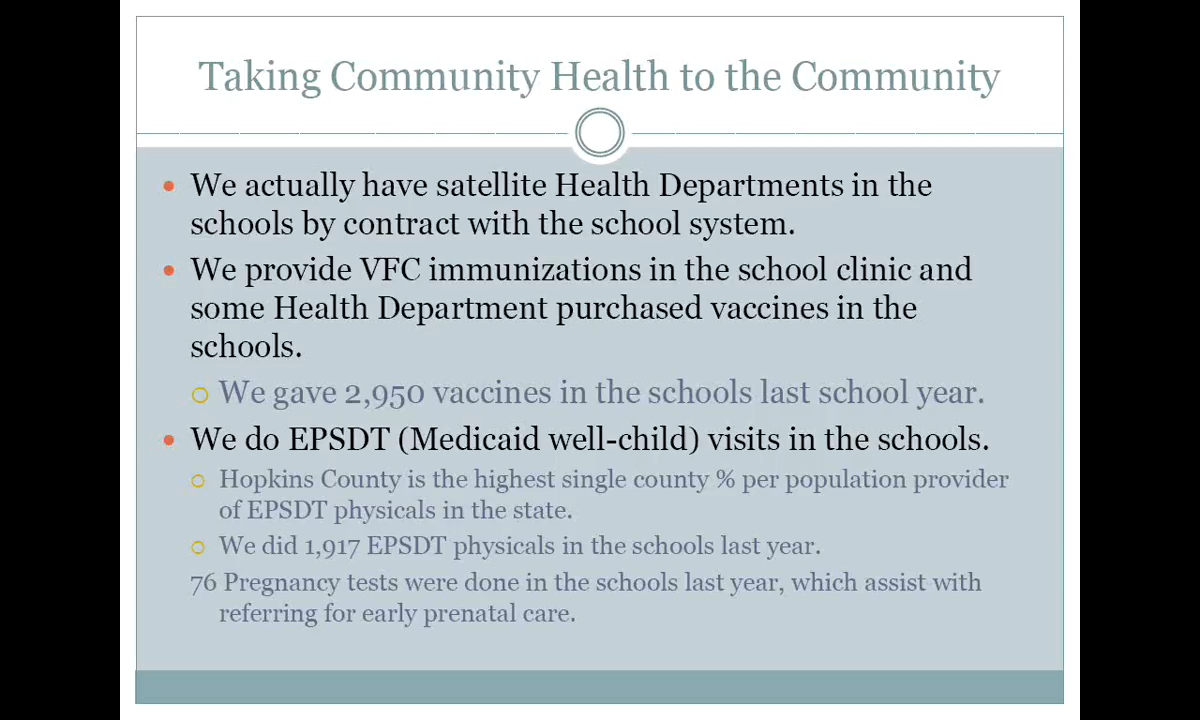 Taking Community Health to the Community
We actually have satellite Health Departments in the
schools by contract with the school system.
We provide VFC immunizations in the school clinic and
some Health Department purchased vaccines in the
schools.
We gave 2,950 vaccines in the schools last school year.
We do EPSDT (Medicaid well-child) visits in the schools.
Hopkins County is the highest single county % per population provider
of EPSDT physicals in the state.
We did 1,917 EPSDT physicals in the schools last year.
76 Pregnancy tests were done in the schools last year, which assist with
referring for early prenatal care.